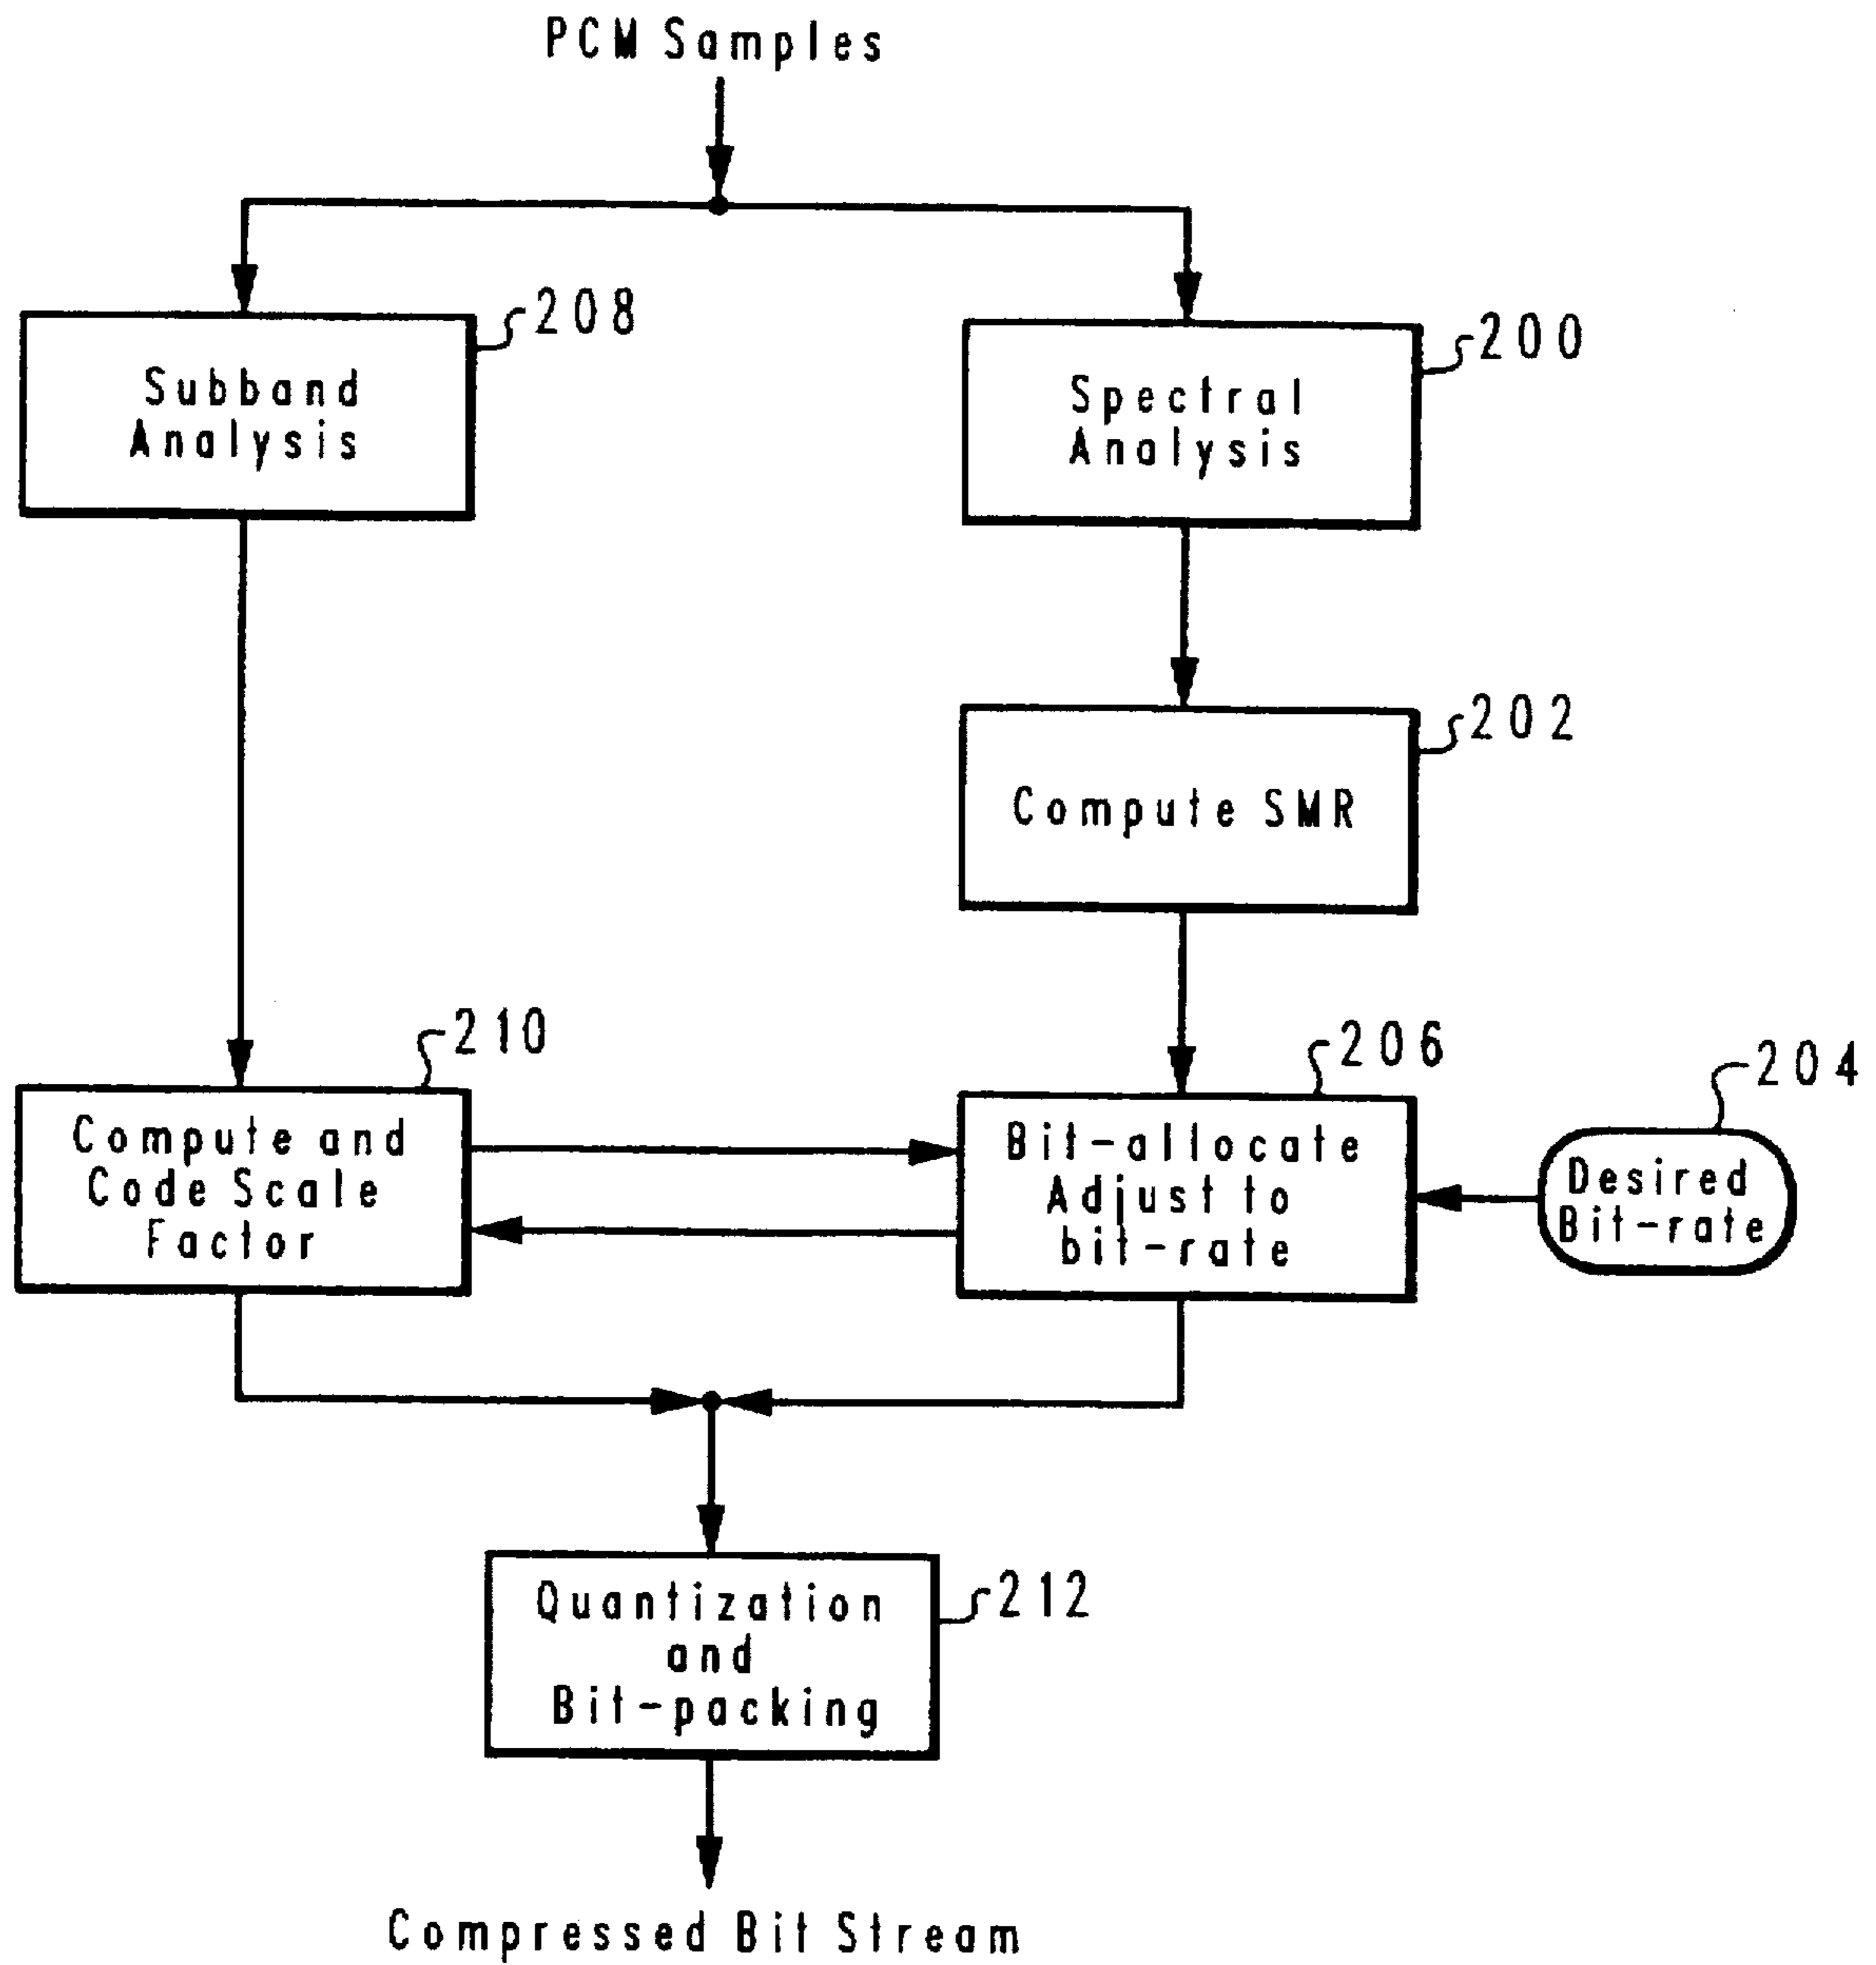 PCM Samples
208
Subband
Analysis
200
Spectral
Analysis
202
Compute SMR
210
Compute and
Code Scale
Factor
206
Bit-allocate
Adjust to
bit-rate
204
Desired
Bit-rate
212
Quantization
and
Bit-packing
Compressed Bit Stream